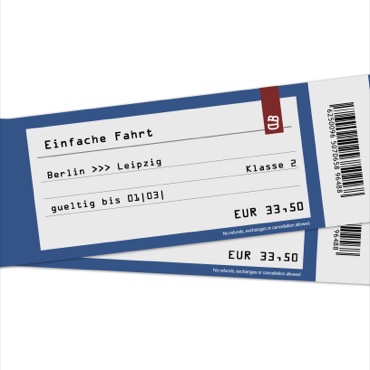 Einfache Fahrt
Berlin >>> Leipzig
Klasse 2
gueltig bis 01|03|
EUR 33,50
No refunds, exchanges or cancellation allowed
EUR 33,50
No refunds, exchanges or cancellation allowed
96488